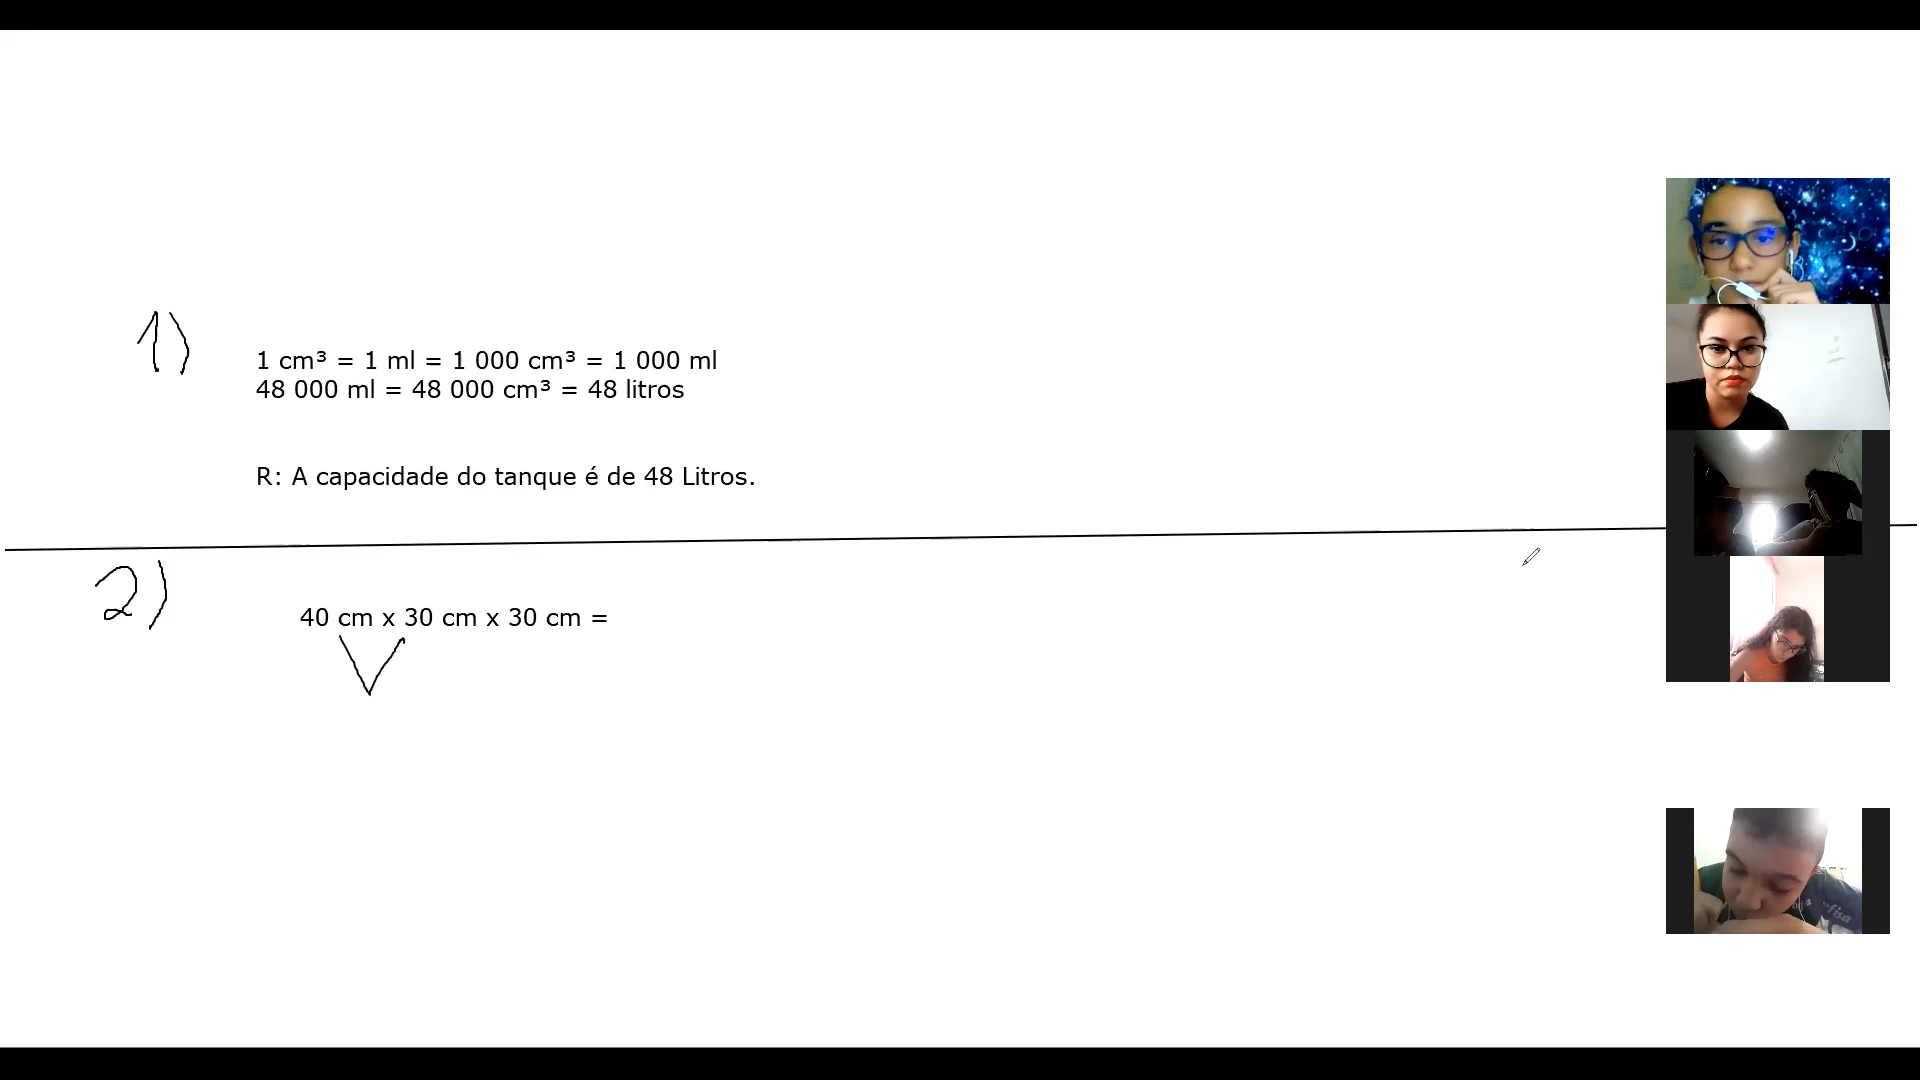 1)
1 cm³ = 1 ml = 1 000 cm³ = 1 000 ml
48 000 ml = 48 000 cm³ = 48 litros
R: A capacidade do tanque é de 48 Litros.
2)
40 cm x 30 cm x 30 cm =